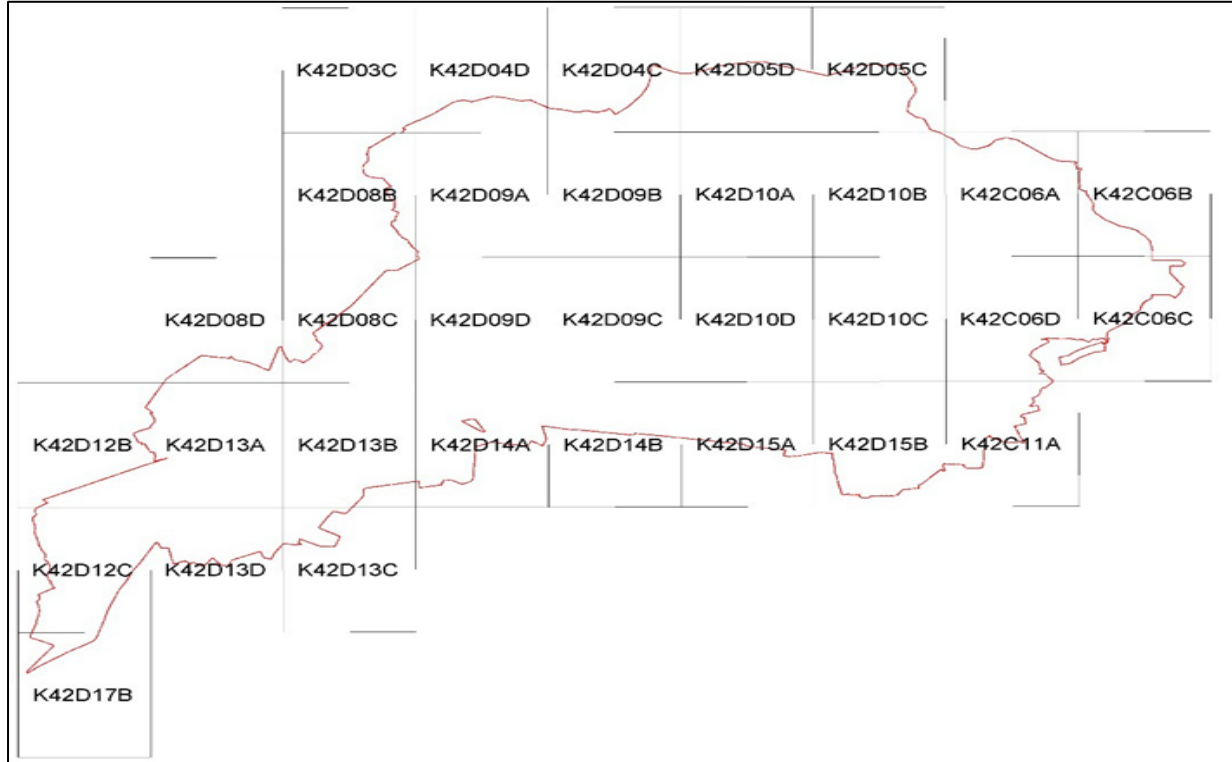 K42D03C K42D04D K42D04C K42D05D K42D05C
K42D08B K42D09A K42D09B K42D10A K42D10B K42C06A K42C06B
K42D08D K42D08C K42D09D K42D09C K42D10D K42D10C K42C06D K42C06C
K42D12B K42D13A K42D13B K42D14A K42D14B K42D15A K42D15B K42C11A
K42D12C K42D13D K42D13C
K42D17B